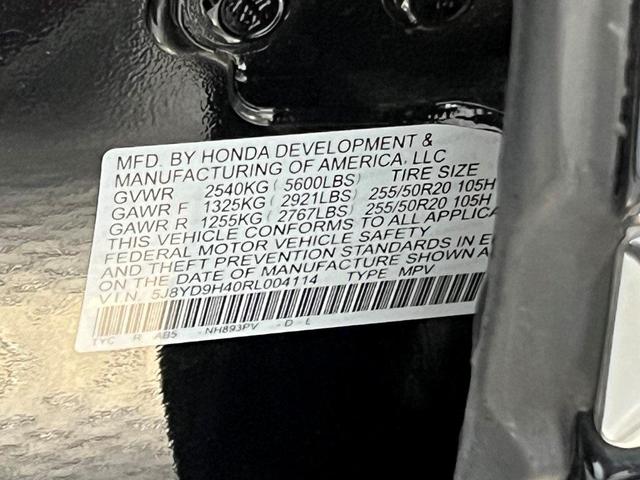 MFD. BY HONDA DEVELOPMENT &
MANUFACTURING OF AMERICA, LLC
GVWR 2540KG ( 5600LBS) TIRE SIZE
GAWR F 1325KG ( 2921LBS) 255/50R20 105H
GAWR R 1255KG ( 2767LBS) 255/50R20 105H
THIS VEHICLE CONFORMS TO ALL APPLICA
FEDERAL MOTOR VEHICLE SAFETY
AND THEFT PREVENTION STANDARDS IN E
ON THE DATE OF MANUFACTURE SHOWN A
V.I.N. 5J8YD9H40RL004114 TYPE MPV
TYC R ABS - NH893PV - D - L